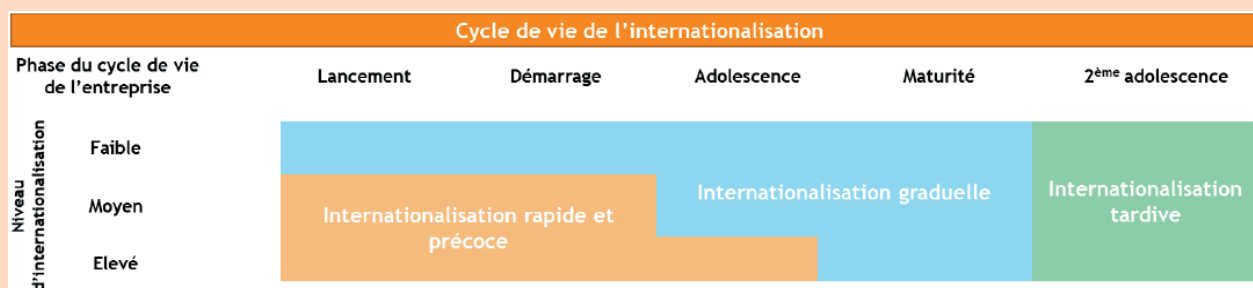 Cycle de vie de l'internationalisation
Phase du cycle de vie
de l'entreprise
Lancement
Démarrage
Adolescence
Maturité
2ème adolescence
Niveau
d'internationalisation
Faible
Moyen
Elevé
Internationalisation rapide et
précoce
Internationalisation graduelle
Internationalisation
tardive